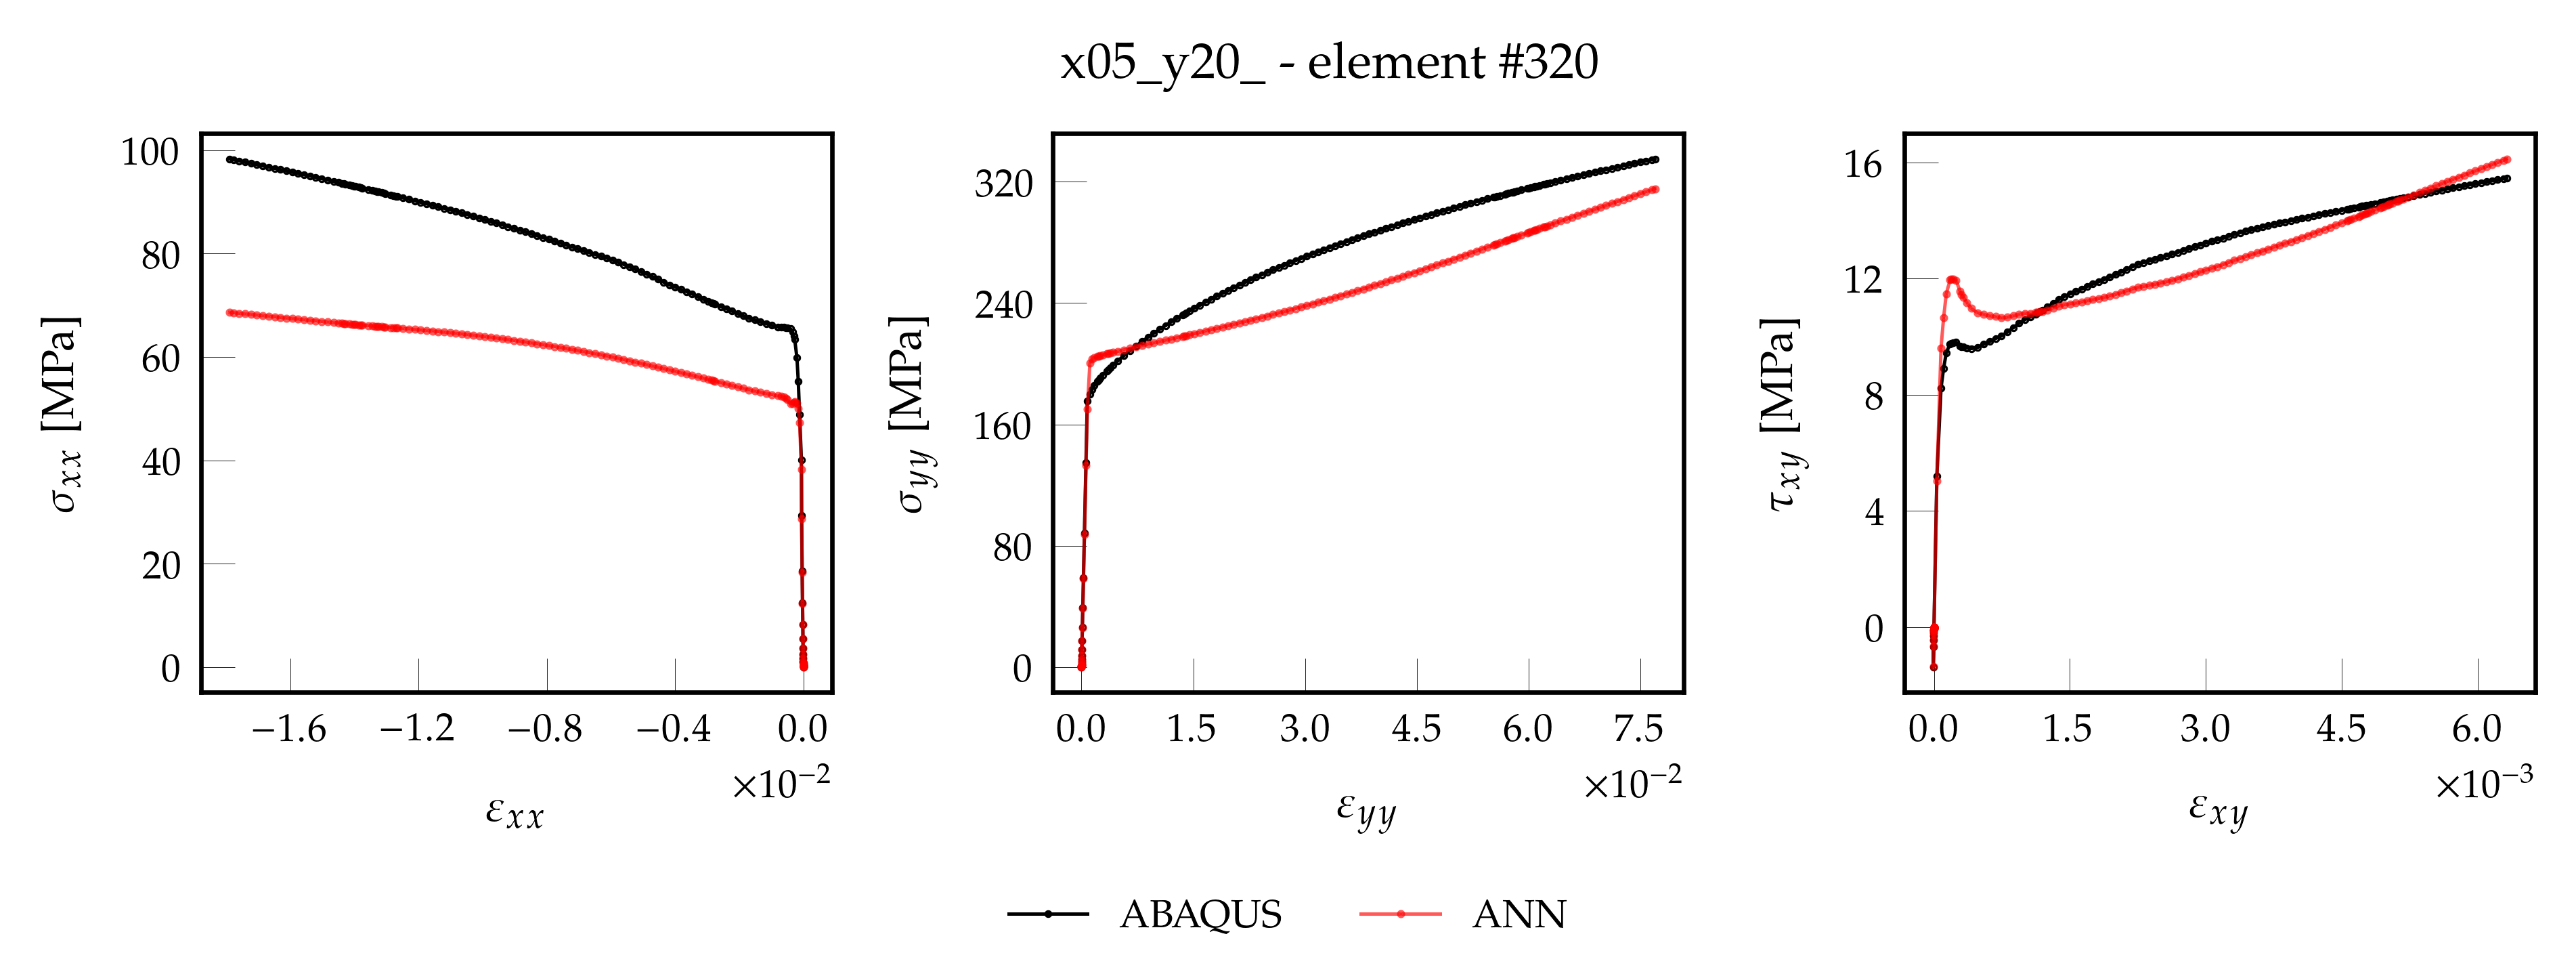 x05_y20_ - element #320
100
80
60
40
20
0
σxx [MPa]
−1.6 −1.2 −0.8 −0.4 0.0
×10−2
εxx
320
240
160
80
0
σyy [MPa]
0.0 1.5 3.0 4.5 6.0 7.5
×10−2
εyy
16
12
8
4
0
τxy [MPa]
0.0 1.5 3.0 4.5 6.0
×10−3
εxy
ABAQUS ANN